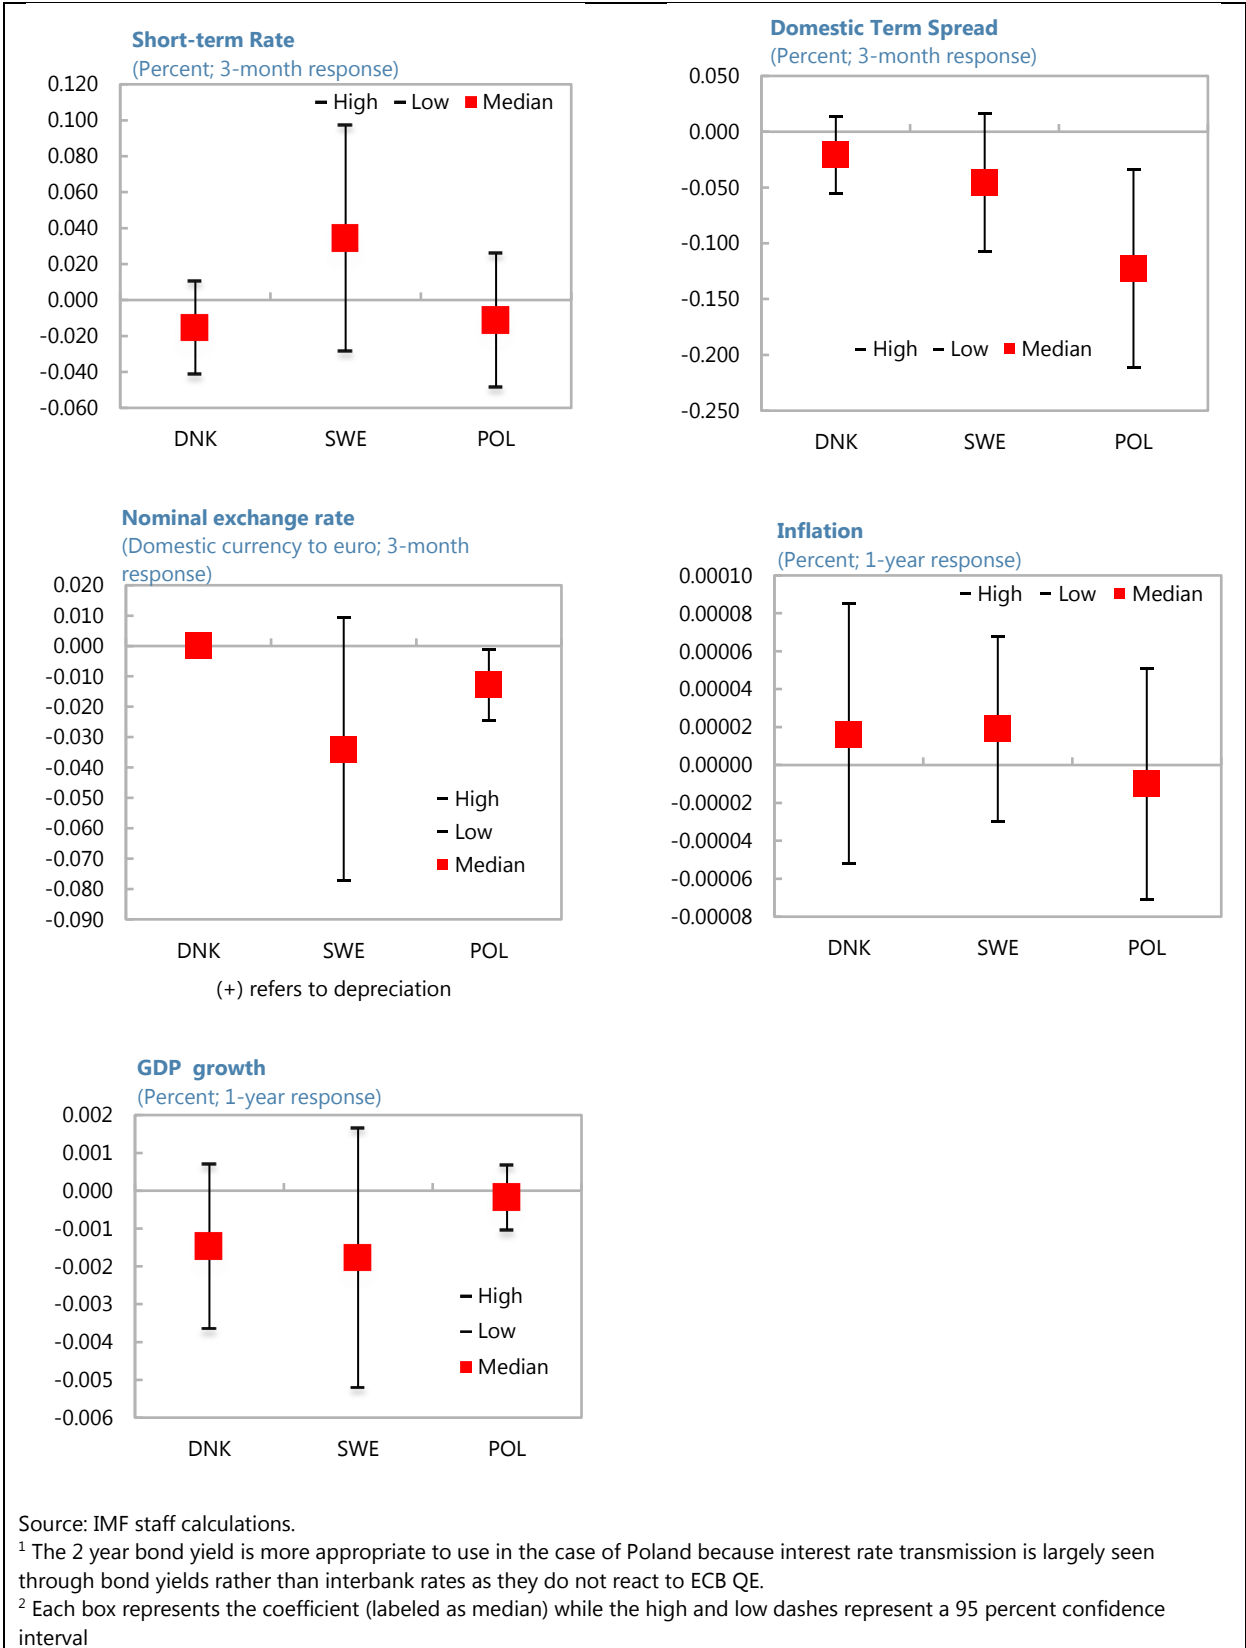 Short-term Rate
(Percent; 3-month response)
0.120
0.100
0.080
0.060
0.040
0.020
0.000
-0.020
-0.040
-0.060
High Low Median
DNK SWE POL
Domestic Term Spread
(Percent; 3-month response)
0.050
0.000
-0.050
-0.100
-0.150
-0.200
-0.250
High Low Median
DNK SWE POL
Nominal exchange rate
(Domestic currency to euro; 3-month
response)
0.020
0.010
0.000
-0.010
-0.020
-0.030
-0.040
-0.050
-0.060
-0.070
-0.080
-0.090
High
Low
Median
DNK SWE POL
(+) refers to depreciation
Inflation
(Percent; 1-year response)
0.00010
0.00008
0.00006
0.00004
0.00002
0.00000
-0.00002
-0.00004
-0.00006
-0.00008
High Low Median
DNK SWE POL
GDP growth
(Percent; 1-year response)
0.002
0.001
0.000
-0.001
-0.002
-0.003
-0.004
-0.005
-0.006
High
Low
Median
DNK SWE POL
Source: IMF staff calculations.
1 The 2 year bond yield is more appropriate to use in the case of Poland because interest rate transmission is largely seen
through bond yields rather than interbank rates as they do not react to ECB QE.
2 Each box represents the coefficient (labeled as median) while the high and low dashes represent a 95 percent confidence
interval